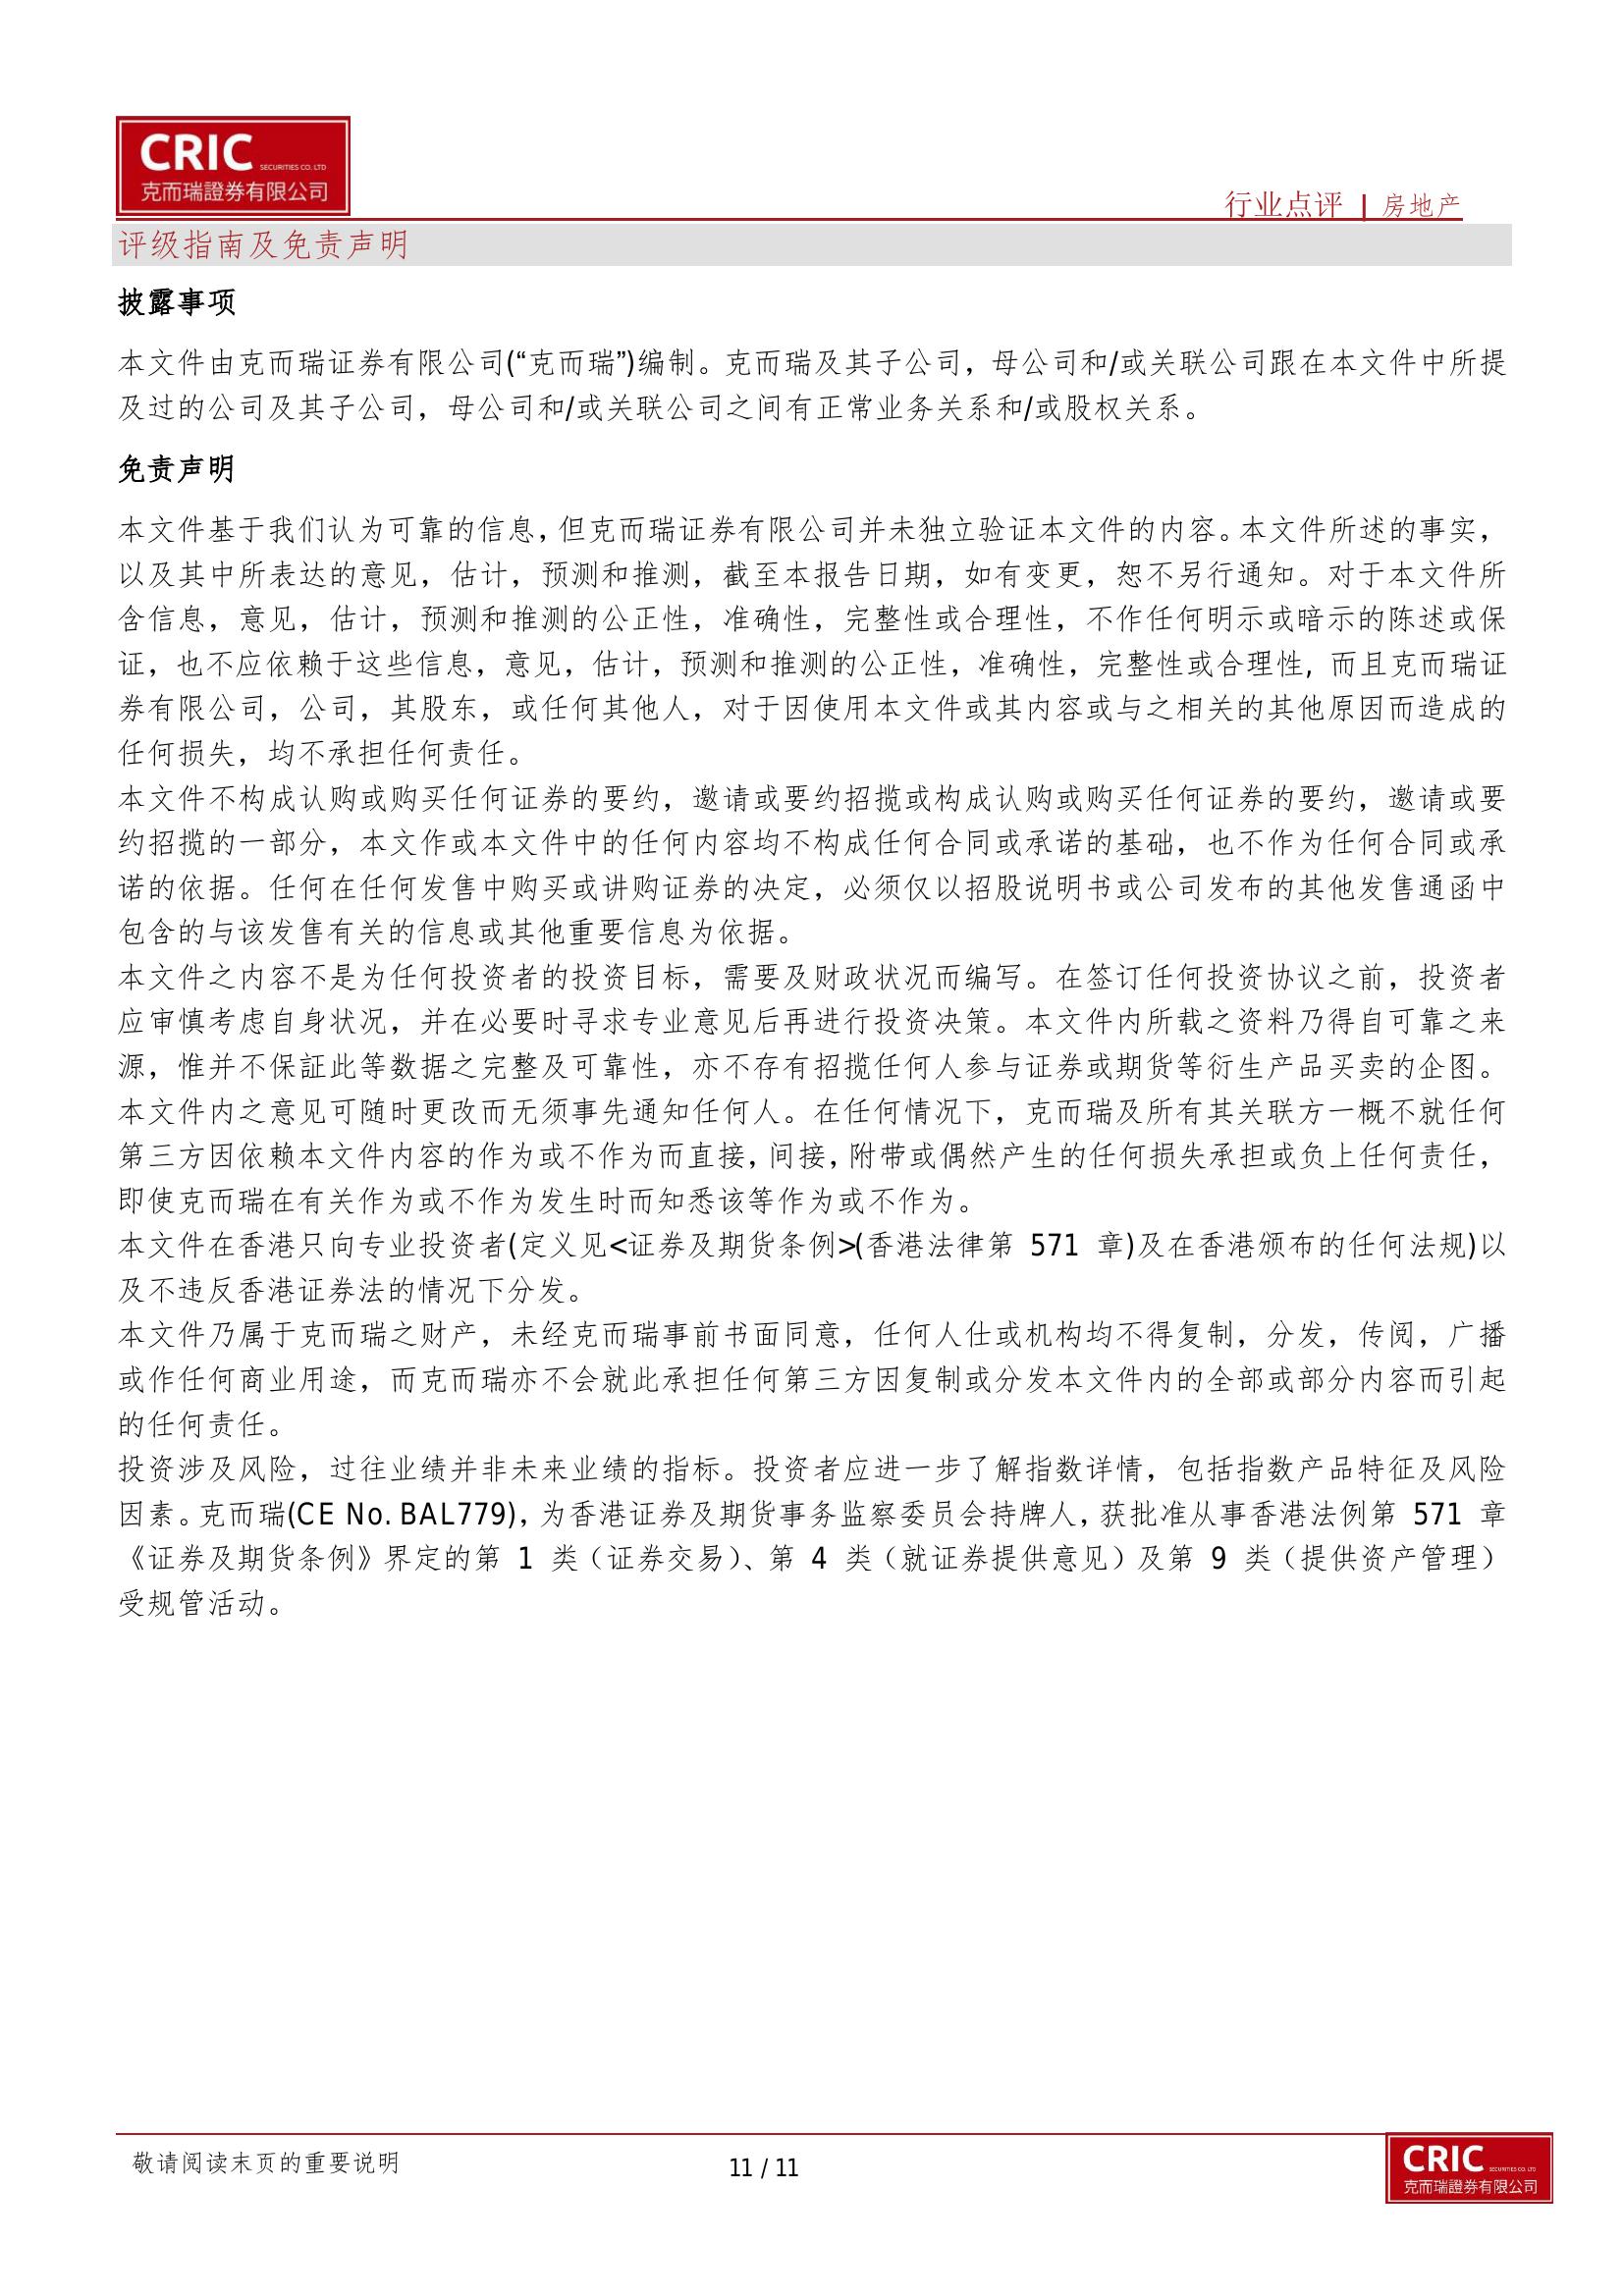 CRIC SECURITIES CO. LTD
克而瑞證券有限公司
行业点评 | 房地产
评级指南及免责声明
披露事项
本文件由克而瑞证券有限公司(“克而瑞”)编制。克而瑞及其子公司，母公司和/或关联公司跟在本文件中所提
及过的公司及其子公司，母公司和/或关联公司之间有正常业务关系和/或股权关系。
免责声明
本文件基于我们认为可靠的信息，但克而瑞证券有限公司并未独立验证本文件的内容。本文件所述的事实，
以及其中所表达的意见，估计，预测和推测，截至本报告日期，如有变更，恕不另行通知。对于本文件所
含信息，意见，估计，预测和推测的公正性，准确性，完整性或合理性，不作任何明示或暗示的陈述或保
证，也不应依赖于这些信息，意见，估计，预测和推测的公正性，准确性，完整性或合理性, 而且克而瑞证
券有限公司，公司，其股东，或任何其他人，对于因使用本文件或其内容或与之相关的其他原因而造成的
任何损失，均不承担任何责任。
本文件不构成认购或购买任何证券的要约，邀请或要约招揽或构成认购或购买任何证券的要约，邀请或要
约招揽的一部分，本文作或本文件中的任何内容均不构成任何合同或承诺的基础，也不作为任何合同或承
诺的依据。任何在任何发售中购买或讲购证券的决定，必须仅以招股说明书或公司发布的其他发售通函中
包含的与该发售有关的信息或其他重要信息为依据。
本文件之内容不是为任何投资者的投资目标，需要及财政状况而编写。在签订任何投资协议之前，投资者
应审慎考虑自身状况，并在必要时寻求专业意见后再进行投资决策。本文件内所载之资料乃得自可靠之来
源，惟并不保証此等数据之完整及可靠性，亦不存有招揽任何人参与证券或期货等衍生产品买卖的企图。
本文件内之意见可随时更改而无须事先通知任何人。在任何情况下，克而瑞及所有其关联方一概不就任何
第三方因依赖本文件内容的作为或不作为而直接，间接，附带或偶然产生的任何损失承担或负上任何责任，
即使克而瑞在有关作为或不作为发生时而知悉该等作为或不作为。
本文件在香港只向专业投资者(定义见<证券及期货条例>(香港法律第 571 章)及在香港颁布的任何法规)以
及不违反香港证券法的情况下分发。
本文件乃属于克而瑞之财产，未经克而瑞事前书面同意，任何人仕或机构均不得复制，分发，传阅，广播
或作任何商业用途，而克而瑞亦不会就此承担任何第三方因复制或分发本文件内的全部或部分内容而引起
的任何责任。
投资涉及风险，过往业绩并非未来业绩的指标。投资者应进一步了解指数详情，包括指数产品特征及风险
因素。克而瑞(CE No. BAL779)，为香港证券及期货事务监察委员会持牌人，获批准从事香港法例第 571 章
《证券及期货条例》界定的第 1 类（证券交易）、第 4 类（就证券提供意见）及第 9 类（提供资产管理）
受规管活动。
敬请阅读末页的重要说明
11 / 11
CRIC SECURITIES CO. LTD
克而瑞證券有限公司